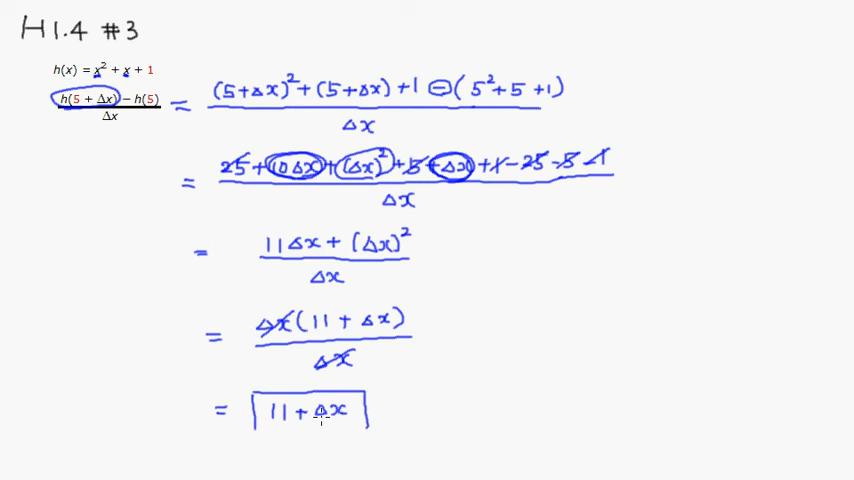 H1.4 #3
h(x) = x² + x + 1
h(5 + Δx) − h(5) / Δx = (5+Δx)² + (5+Δx) + 1 − (5² + 5 + 1) / Δx
= 25 + 10Δx + (Δx)² + 5 + Δx + 1 − 25 − 5 − 1 / Δx
= 11Δx + (Δx)² / Δx
= Δx(11 + Δx) / Δx
= 11 + Δx